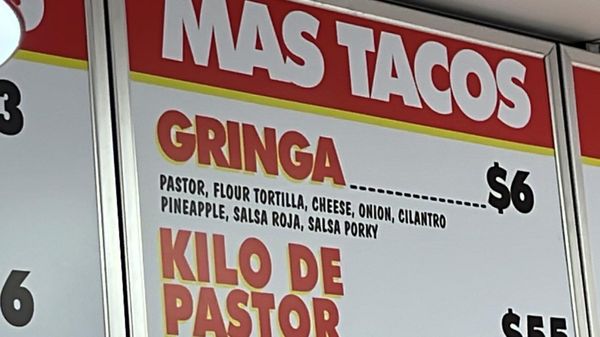 MAS TACOS
GRINGA ---------------------- $6
PASTOR, FLOUR TORTILLA, CHEESE, ONION, CILANTRO
PINEAPPLE, SALSA ROJA, SALSA PORKY
KILO DE
PASTOR $55
3
6